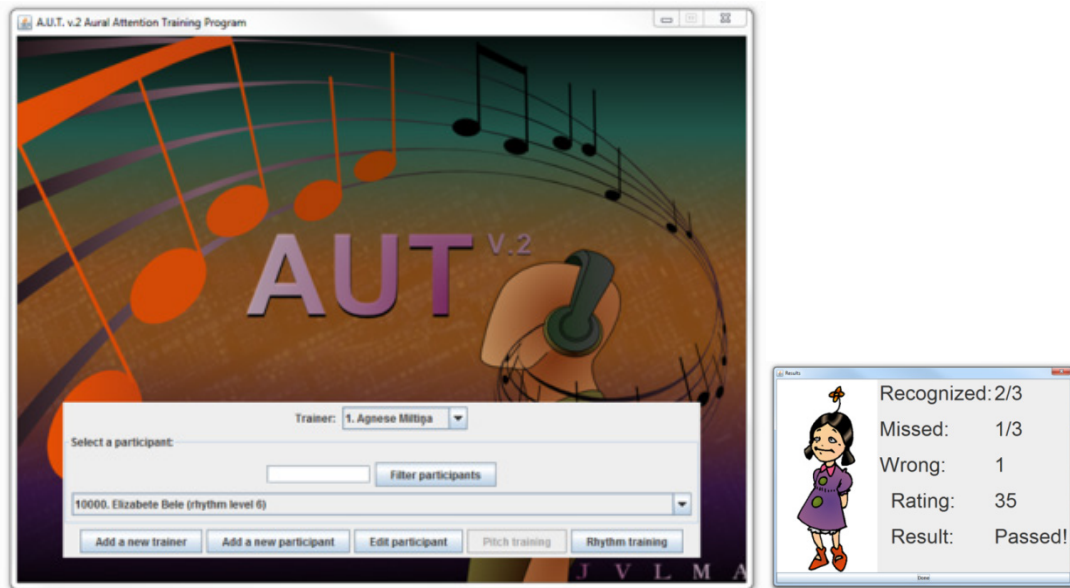 A.U.T. v.2 Aural Attention Training Program
AUT V.2
Trainer: 1. Agnese Miltiņa
Select a participant:
Filter participants
10000. Elizabete Bele (rhythm level 6)
Add a new trainer Add a new participant Edit participant Pitch training Rhythm training
J V L M A
Results
Recognized: 2/3
Missed: 1/3
Wrong: 1
Rating: 35
Result: Passed!